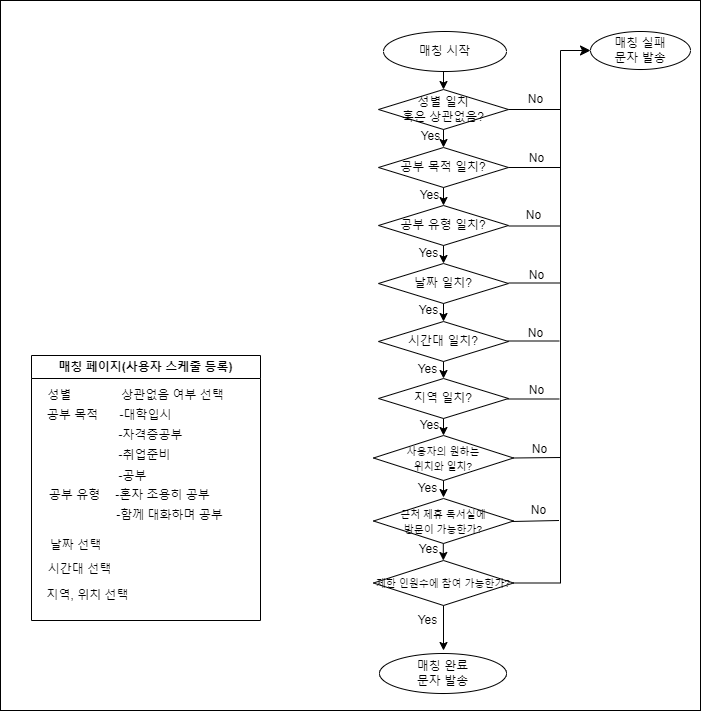 매칭 시작
매칭 실패
문자 발송
성별 일치
혹은 상관없음?
No
Yes
공부 목적 일치?
No
Yes
공부 유형 일치?
No
Yes
날짜 일치?
No
Yes
시간대 일치?
No
Yes
지역 일치?
No
Yes
사용자의 원하는
위치와 일치?
No
Yes
근처 제휴 독서실에
방문이 가능한가?
No
Yes
제한 인원수에 참여 가능한가?
Yes
매칭 완료
문자 발송
매칭 페이지(사용자 스케줄 등록)
성별 상관없음 여부 선택
공부 목적 -대학입시
-자격증공부
-취업준비
-공부
공부 유형 -혼자 조용히 공부
-함께 대화하며 공부
날짜 선택
시간대 선택
지역, 위치 선택